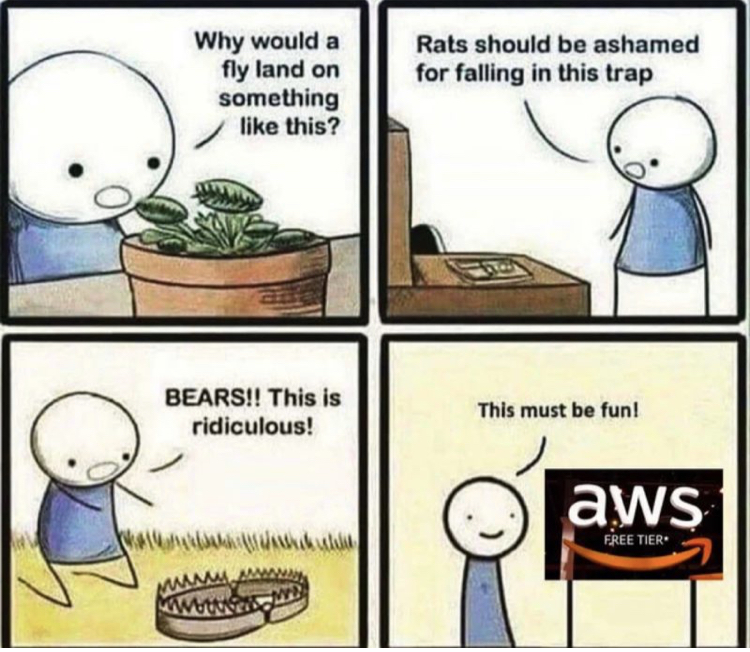 Why would a
fly land on
something
like this?
Rats should be ashamed
for falling in this trap
BEARS!! This is
ridiculous!
This must be fun!
aws
FREE TIER*